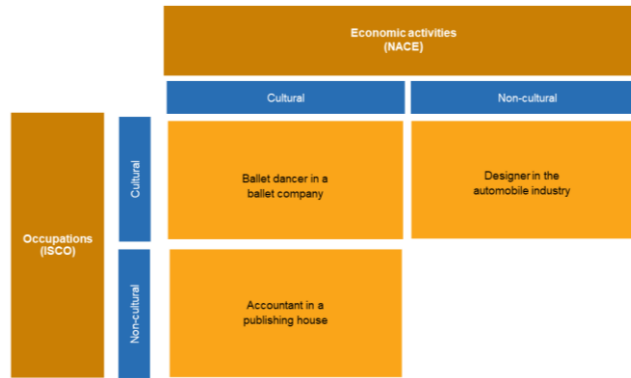 Economic activities
(NACE)
Cultural
Non-cultural
Occupations
(ISCO)
Cultural
Ballet dancer in a
ballet company
Designer in the
automobile industry
Non-cultural
Accountant in a
publishing house